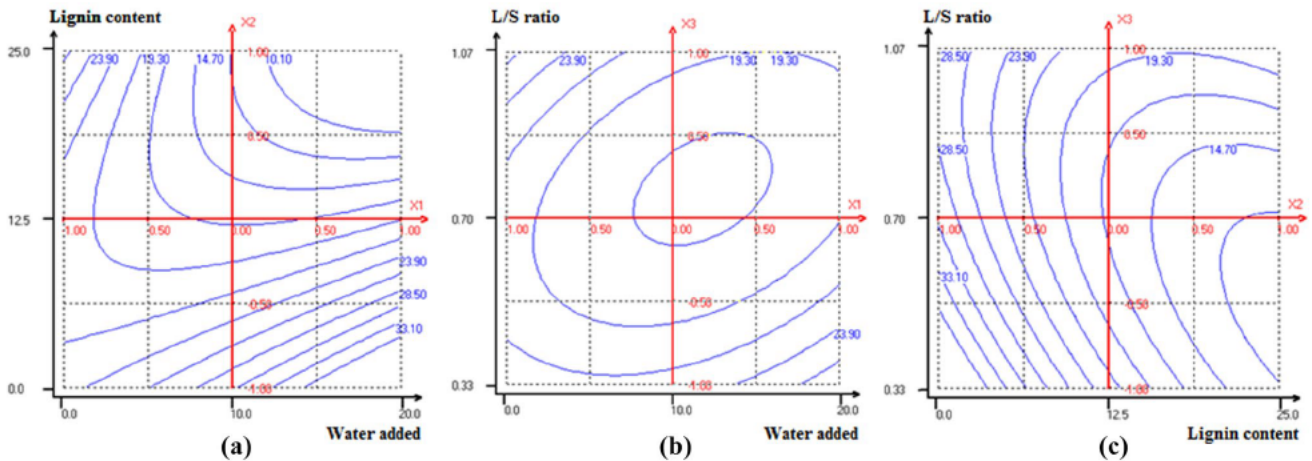 Lignin content
X2
25.0
1.00
23.90 19.30 14.70 10.10
0.50
12.5
X1
1.00 0.50 0.00 0.50 1.00
23.90
-0.50
28.50
33.10
0.0
-1.00
0.0 10.0 20.0
Water added
(a)
L/S ratio
X3
1.07
1.00
23.90 19.30 19.30
0.50
0.70
X1
1.00 0.50 0.00 0.50 1.00
-0.50
23.90
0.33
-1.00
0.0 10.0 20.0
Water added
(b)
L/S ratio
X3
1.07
1.00
28.50 23.90 19.30
0.50
28.50 14.70
0.70
X2
1.00 0.50 0.00 0.50 1.00
33.10
-0.50
0.33
-1.00
0.0 12.5 25.0
Lignin content
(c)